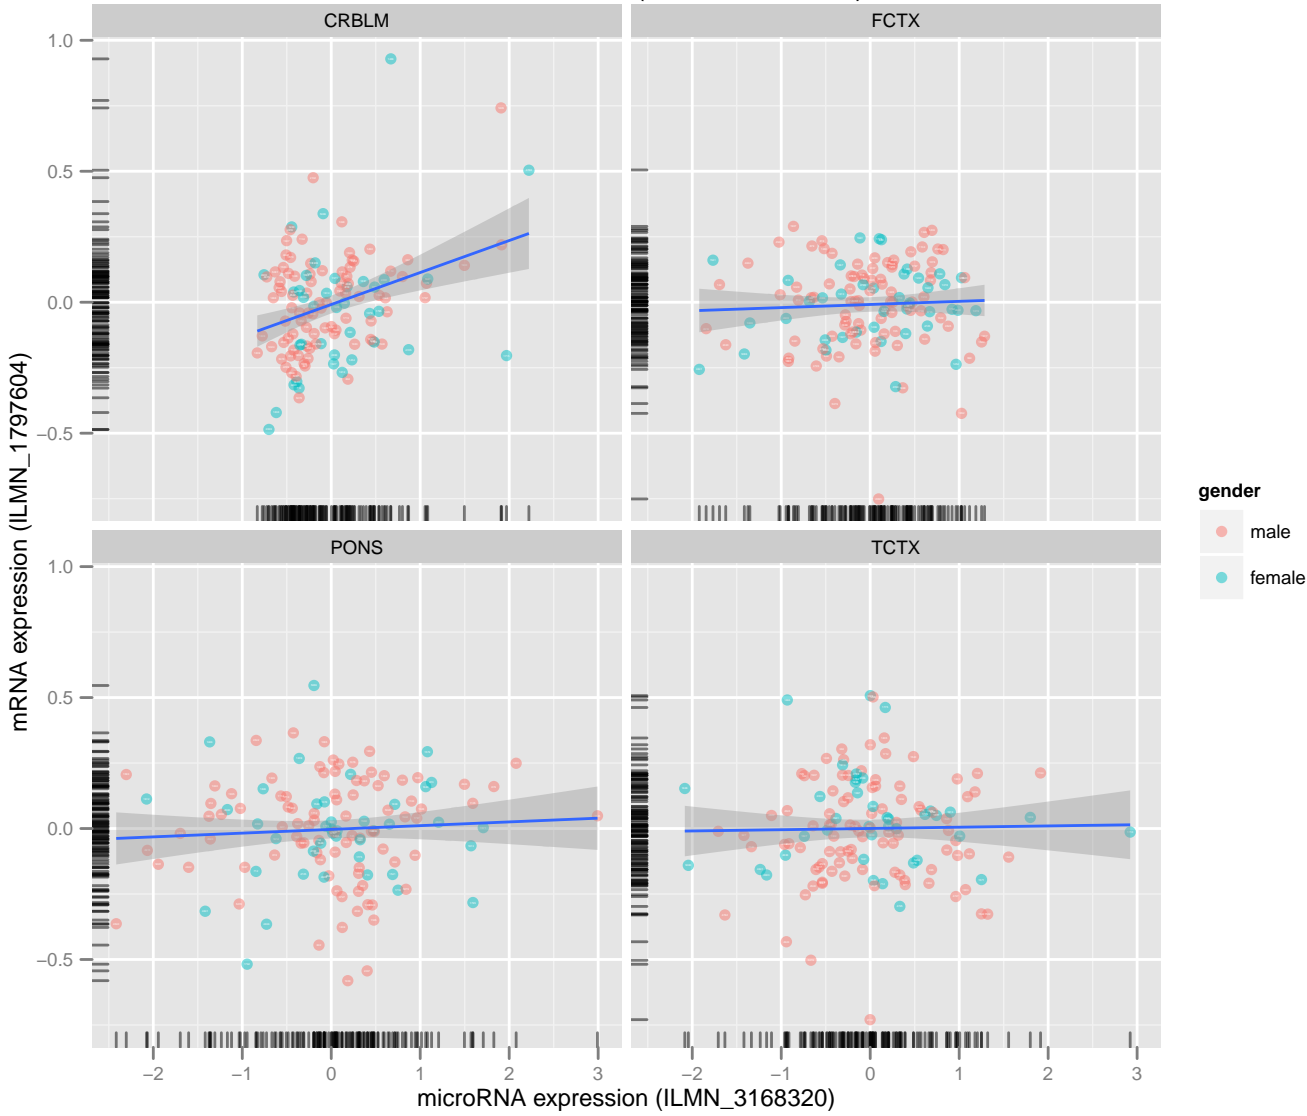 CRBLM
FCTX
1.0
0.5
0.0
−0.5
PONS
TCTX
1.0
0.5
0.0
−0.5
−2
−1
0
1
2
3
−2
−1
0
1
2
3
microRNA expression (ILMN_3168320)
mRNA expression (ILMN_1797604)
gender
male
female